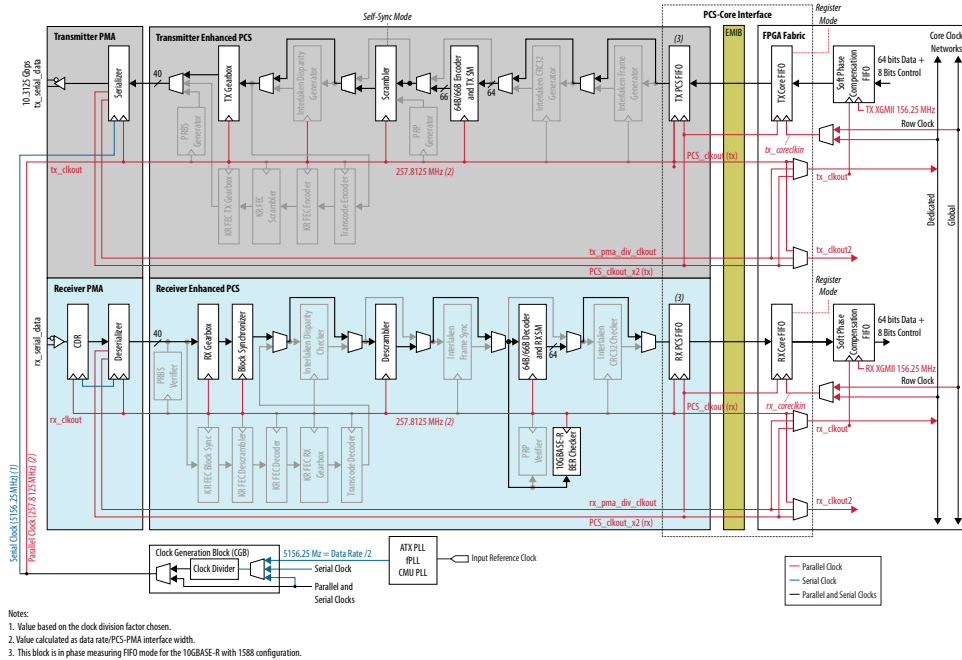 Self-Sync Mode
PCS-Core Interface
Register
Mode
Transmitter PMA
Transmitter Enhanced PCS
EMIB
FPGA Fabric
Core Clock
Networks
10.3125 Gbps
tx_serial_data
Serializer
40
TX Gearbox
PRBS
Generator
Interlaken Disparity
Generator
Scrambler
PRP
Generator
66
64B/66B Encoder
and TX SM
64
Interlaken CRC32
Generator
Interlaken Frame
Generator
(3)
TX PCS FIFO
TX Core FIFO
Soft Phase
Compensation
FIFO
64 bits Data +
8 Bits Control
TX XGMII 156.25 MHz
Row Clock
tx_coreclkin
PCS_clkout (tx)
tx_clkout
257.8125 MHz (2)
tx_clkout
KR FEC TX Gearbox
KR FEC
Scrambler
KR FEC Encoder
Transcode Encoder
Dedicated
Global
tx_pma_div_clkout
tx_clkout2
PCS_clkout_x2 (tx)
Receiver PMA
Receiver Enhanced PCS
Register
Mode
rx_serial_data
CDR
Deserializer
40
PRBS
Verifier
RX Gearbox
Block Synchronizer
Interlaken Disparity
Checker
Descrambler
Interlaken
Frame Sync
64B/66B Decoder
and RX SM
64
Interlaken
CRC32 Checker
(3)
RX PCS FIFO
RX Core FIFO
Soft Phase
Compensation
FIFO
64 bits Data +
8 Bits Control
RX XGMII 156.25 MHz
Row Clock
rx_coreclkin
PCS_clkout (rx)
rx_clkout
257.8125 MHz (2)
rx_clkout
KR FEC Block Sync
KR FEC Descrambler
KR FEC Decoder
KR FEC RX
Gearbox
Transcode Decoder
PRP
Verifier
10GBASE-R
BER Checker
rx_pma_div_clkout
rx_clkout2
PCS_clkout_x2 (rx)
Serial Clock (5156.25 MHz) (1)
Parallel Clock (257.8125 MHz) (2)
Clock Generation Block (CGB)
Clock Divider
5156.25 Mz = Data Rate /2
Serial Clock
Parallel and
Serial Clocks
ATX PLL
fPLL
CMU PLL
Input Reference Clock
Parallel Clock
Serial Clock
Parallel and Serial Clocks
Notes:
1. Value based on the clock division factor chosen.
2. Value calculated as data rate/PCS-PMA interface width.
3. This block is in phase measuring FIFO mode for the 10GBASE-R with 1588 configuration.